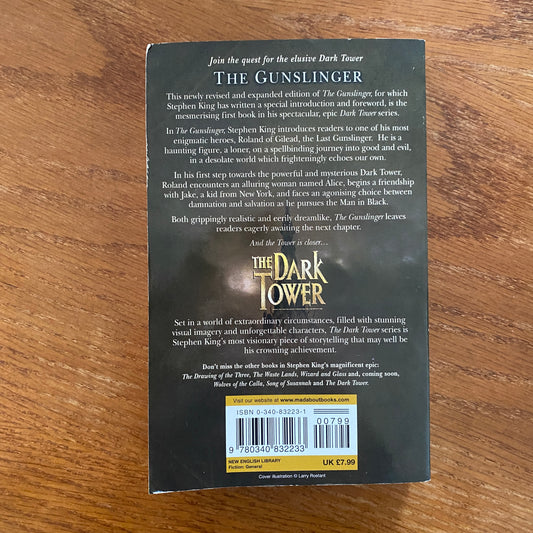 Join the quest for the elusive Dark Tower
THE GUNSLINGER
This newly revised and expanded edition of The Gunslinger, for which
Stephen King has written a special introduction and foreword, is the
mesmerising first book in his spectacular, epic Dark Tower series.
In The Gunslinger, Stephen King introduces readers to one of his most
enigmatic heroes, Roland of Gilead, the Last Gunslinger. He is a
haunting figure, a loner, on a spellbinding journey into good and evil,
in a desolate world which frighteningly echoes our own.
In his first step towards the powerful and mysterious Dark Tower,
Roland encounters an alluring woman named Alice, begins a friendship
with Jake, a kid from New York, and faces an agonising choice between
damnation and salvation as he pursues the Man in Black.
Both grippingly realistic and eerily dreamlike, The Gunslinger leaves
readers eagerly awaiting the next chapter.
And the Tower is closer...
THE DARK
TOWER
Set in a world of extraordinary circumstances, filled with stunning
visual imagery and unforgettable characters, The Dark Tower series is
Stephen King's most visionary piece of storytelling that may well be
his crowning achievement.
Don't miss the other books in Stephen King's magnificent epic:
The Drawing of the Three, The Waste Lands, Wizard and Glass and, coming soon,
Wolves of the Calla, Song of Susannah and The Dark Tower.
Visit our website at www.madaboutbooks.com
ISBN 0-340-83223-1
00799
9 780340 832233
NEW ENGLISH LIBRARY
Fiction: General
UK £7.99
Cover illustration © Larry Rostant